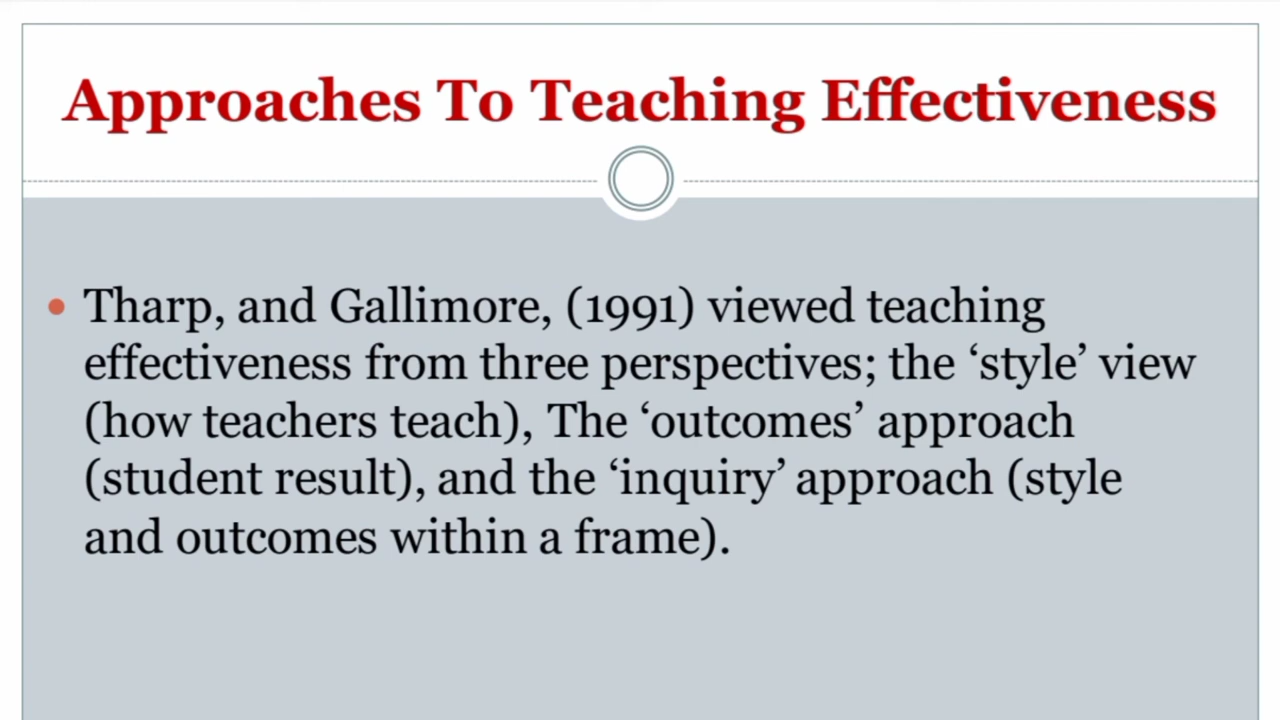 Approaches To Teaching Effectiveness
• Tharp, and Gallimore, (1991) viewed teaching
effectiveness from three perspectives; the ‘style’ view
(how teachers teach), The ‘outcomes’ approach
(student result), and the ‘inquiry’ approach (style
and outcomes within a frame).